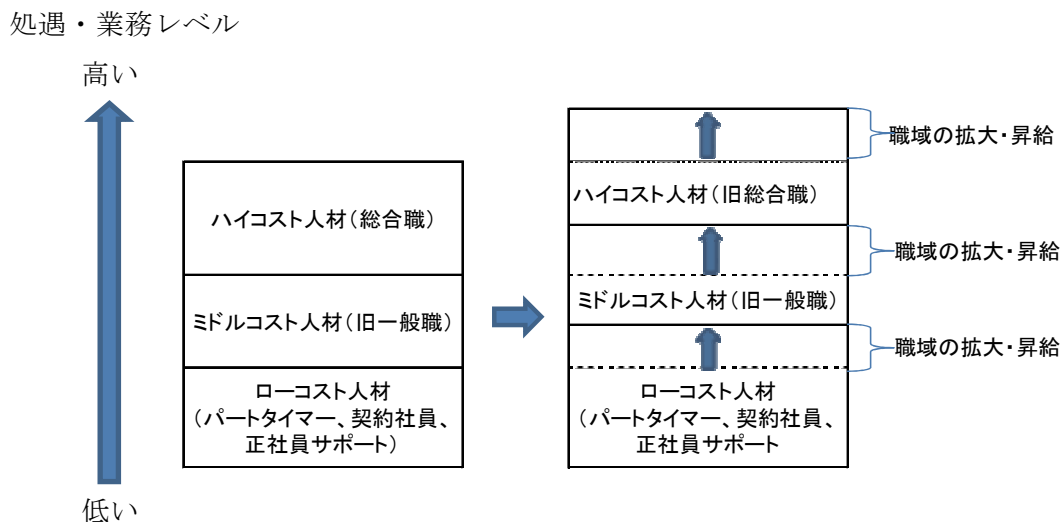 処遇・業務レベル
高い
ハイコスト人材(総合職)
ミドルコスト人材(旧一般職)
ローコスト人材
(パートタイマー、契約社員、
正社員サポート)
職域の拡大・昇給
ハイコスト人材(旧総合職)
職域の拡大・昇給
ミドルコスト人材(旧一般職)
職域の拡大・昇給
ローコスト人材
(パートタイマー、契約社員、
正社員サポート
低い